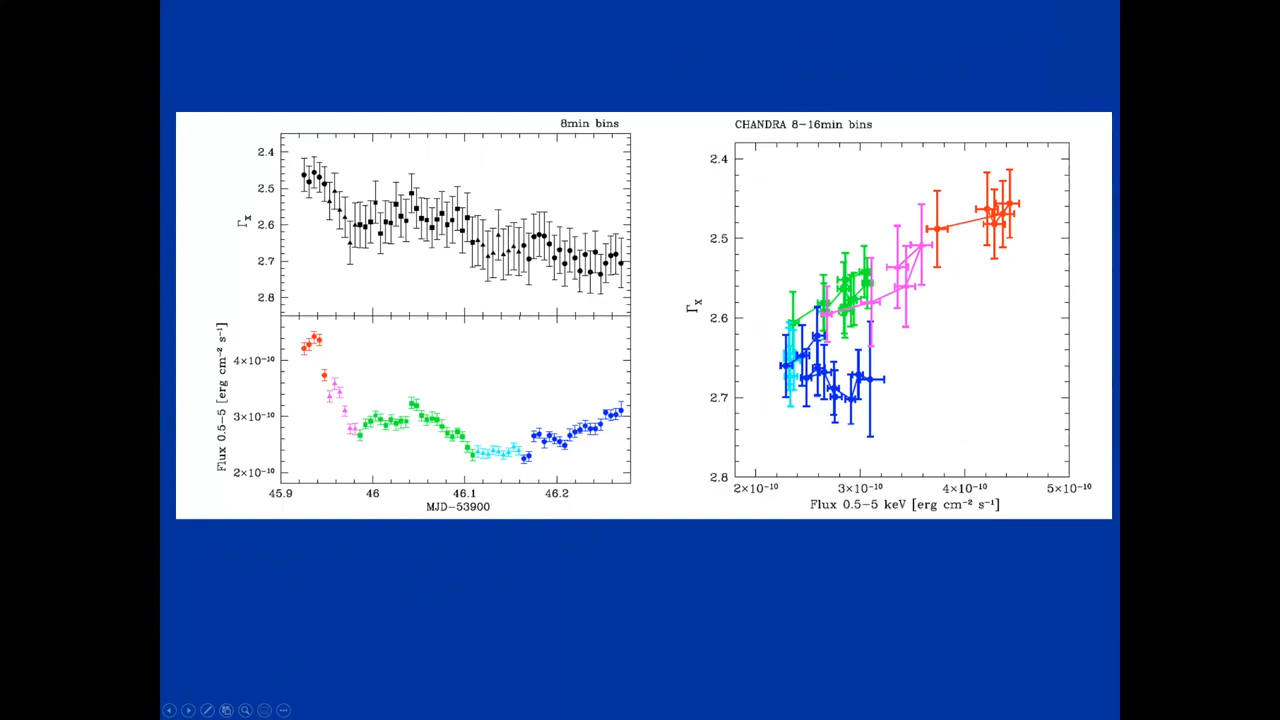 8min bins
2.4
2.5
2.6
2.7
2.8
Γx
4×10⁻¹⁰
3×10⁻¹⁰
2×10⁻¹⁰
Flux 0.5−5 [erg cm⁻² s⁻¹]
45.9 46 46.1 46.2
MJD−53900
CHANDRA 8−16min bins
2.4
2.5
2.6
2.7
2.8
Γx
2×10⁻¹⁰ 3×10⁻¹⁰ 4×10⁻¹⁰ 5×10⁻¹⁰
Flux 0.5−5 keV [erg cm⁻² s⁻¹]